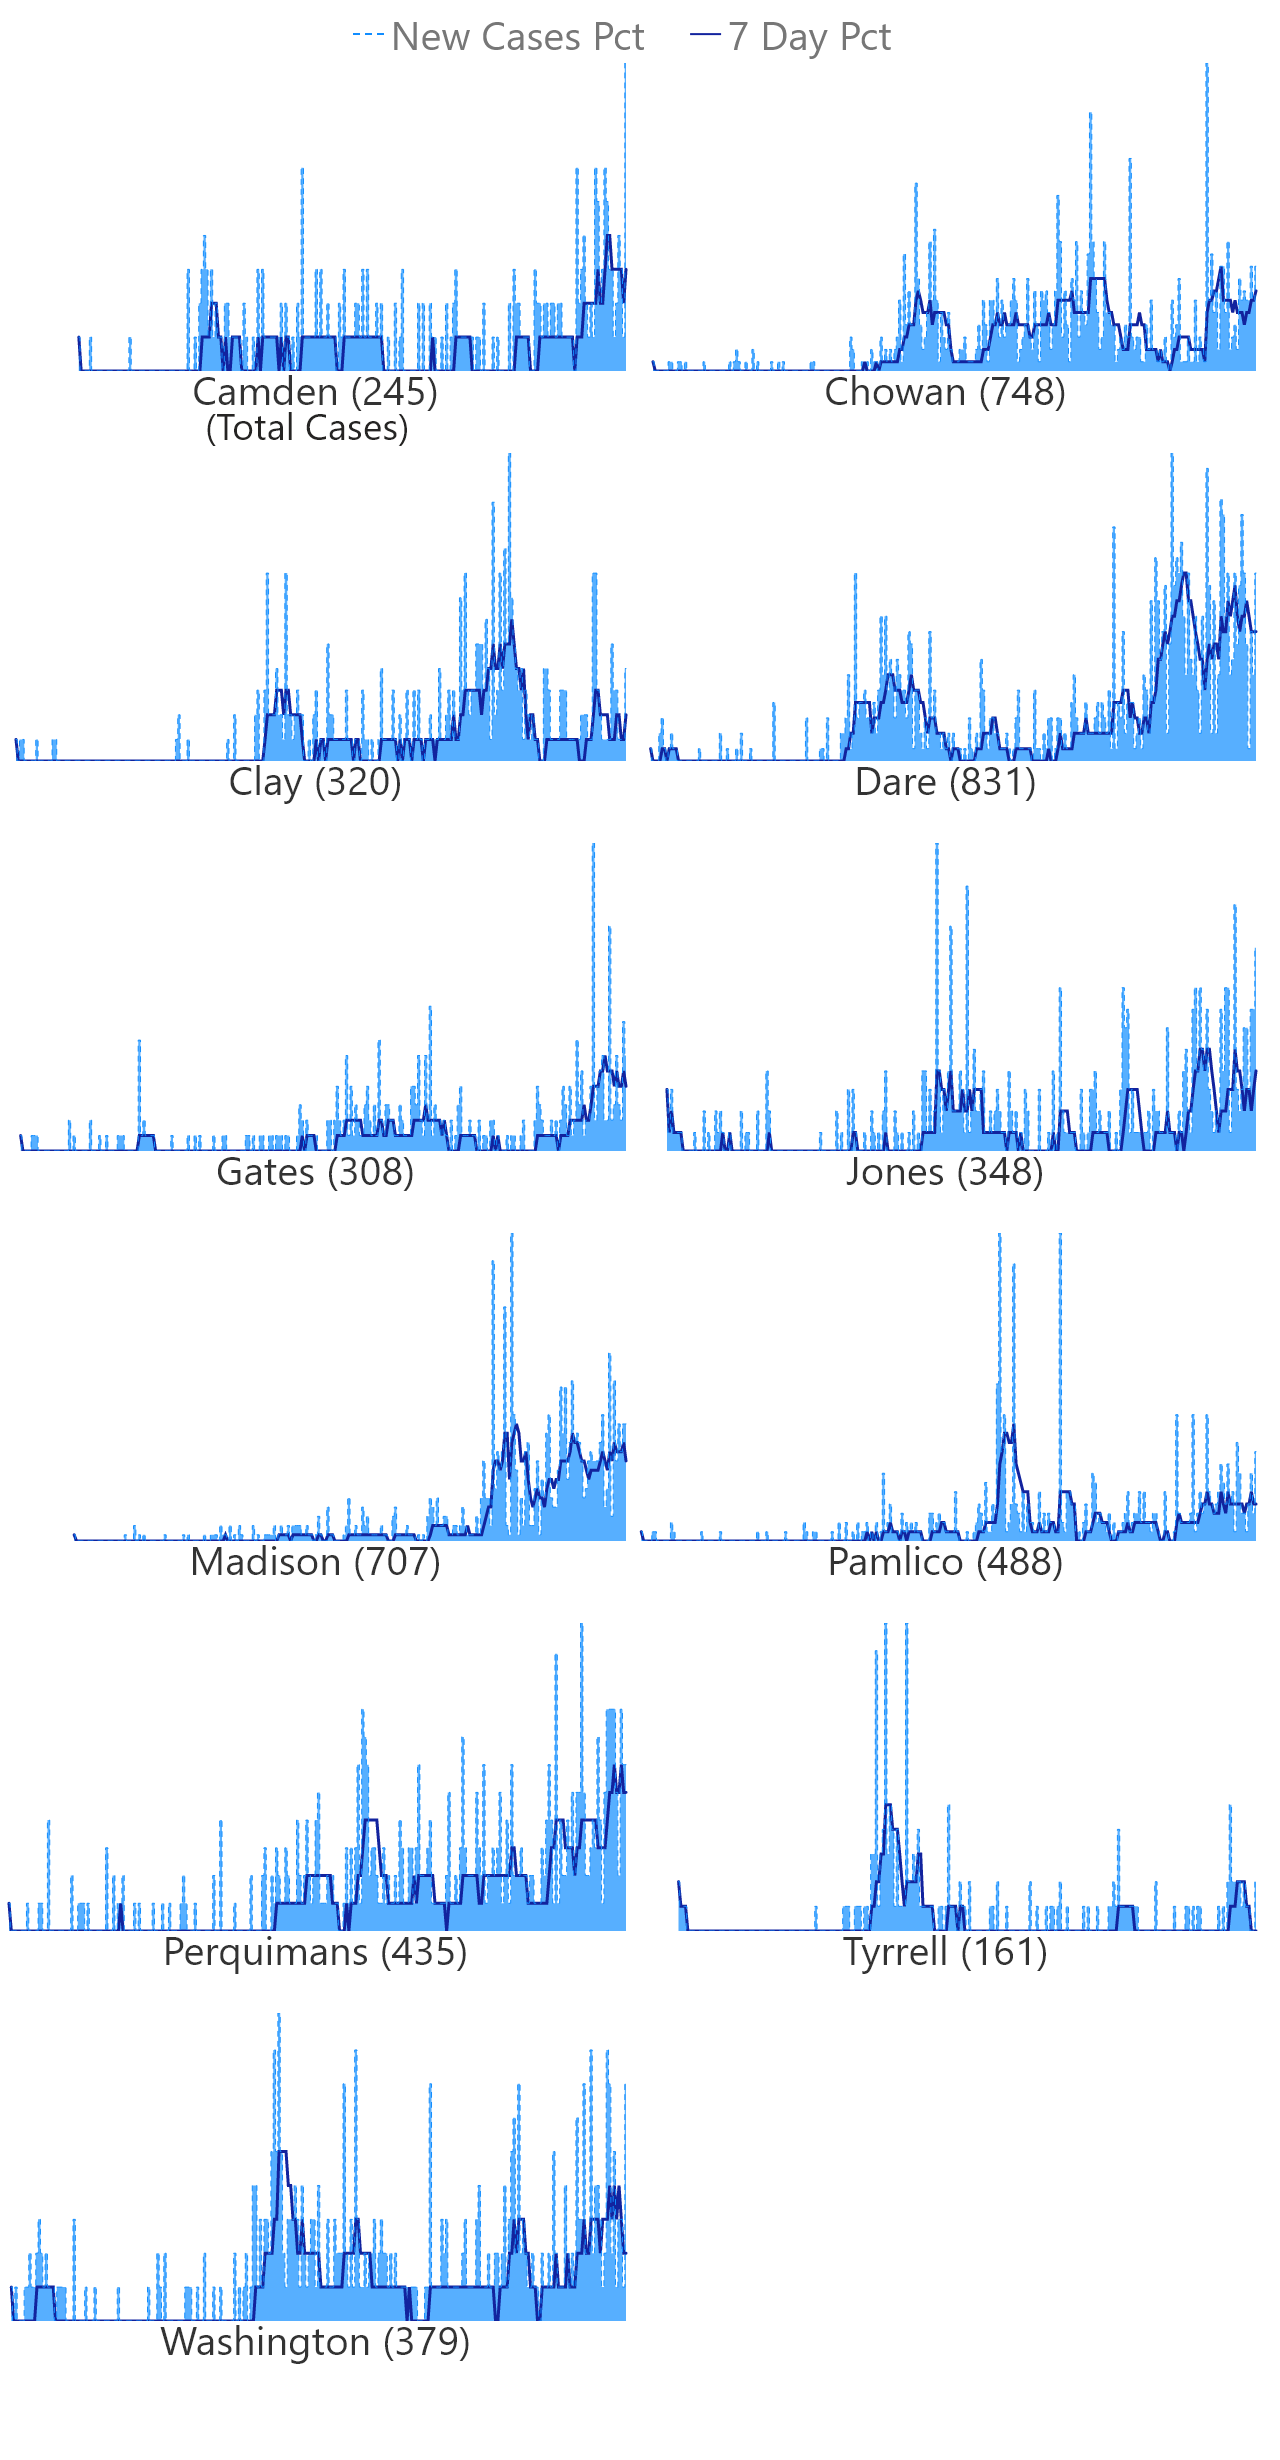 New Cases Pct 7 Day Pct
Camden (245) Chowan (748)
(Total Cases)
Clay (320) Dare (831)
Gates (308) Jones (348)
Madison (707) Pamlico (488)
Perquimans (435) Tyrrell (161)
Washington (379)